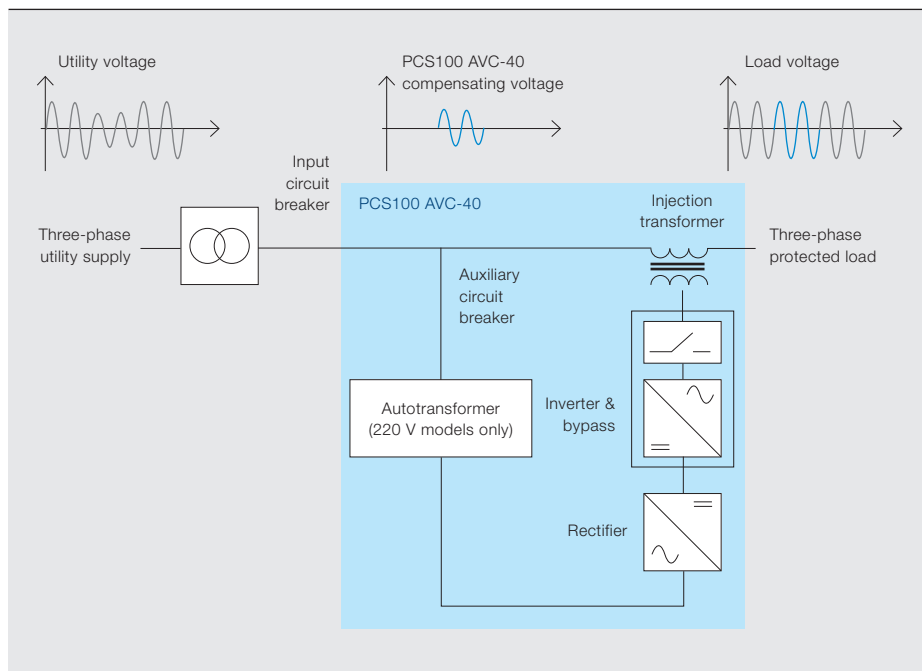 Utility voltage
PCS100 AVC-40
compensating voltage
Load voltage
Input
circuit
breaker
PCS100 AVC-40
Injection
transformer
Three-phase
utility supply
Three-phase
protected load
Auxiliary
circuit
breaker
Autotransformer
(220 V models only)
Inverter &
bypass
Rectifier